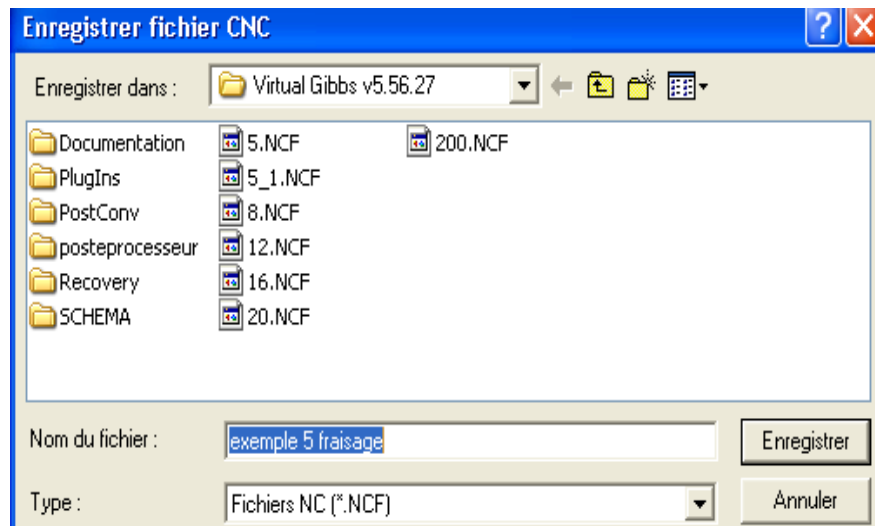 Enregistrer fichier CNC
Enregistrer dans :
Virtual Gibbs v5.56.27
Documentation
PlugIns
PostConv
posteprocesseur
Recovery
SCHEMA
5.NCF
5_1.NCF
8.NCF
12.NCF
16.NCF
20.NCF
200.NCF
Nom du fichier :
exemple 5 fraisage
Enregistrer
Type :
Fichiers NC (*.NCF)
Annuler